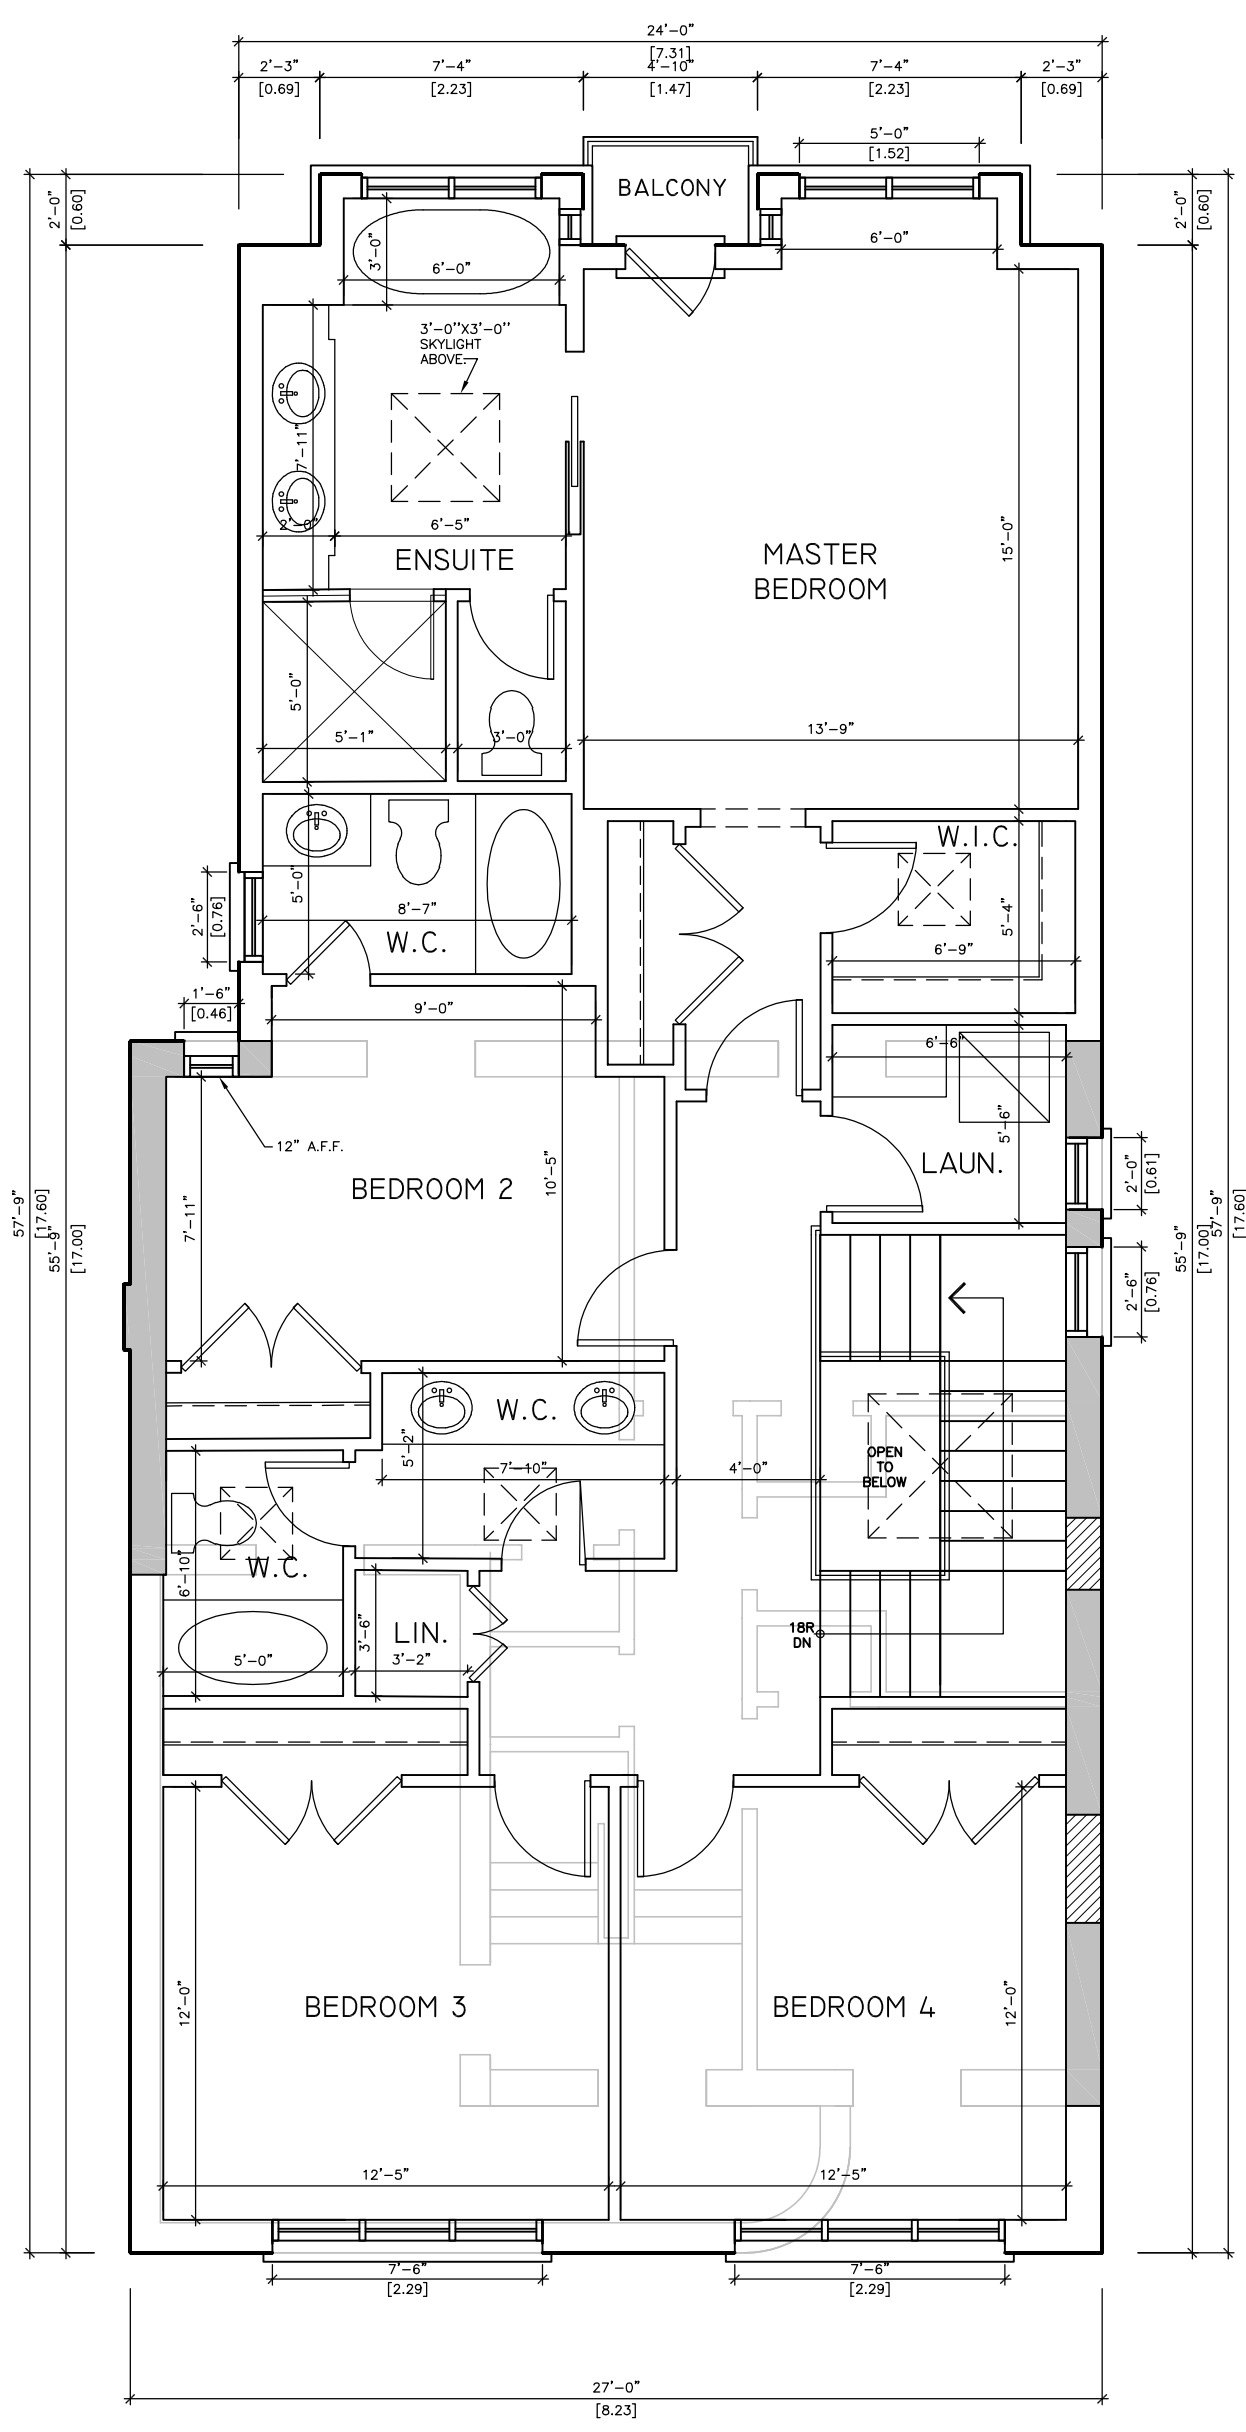 24'-0"
[7.31]
2'-3" 7'-4" 4'-10" 7'-4" 2'-3"
[0.69] [2.23] [1.47] [2.23] [0.69]
5'-0"
[1.52]
BALCONY
2'-0"
[0.60]
2'-0"
[0.60]
3'-0"
6'-0"
6'-0"
3'-0''X3'-0''
SKYLIGHT
ABOVE.
7'-11"
2'-0" 6'-5"
ENSUITE
MASTER
BEDROOM
15'-0"
5'-0"
5'-1" 3'-0"
13'-9"
W.I.C.
5'-0"
8'-7"
W.C.
2'-6"
[0.76]
5'-4"
6'-9"
1'-6"
[0.46]
9'-0"
6'-6"
12" A.F.F.
5'-6"
LAUN.
2'-0"
[0.61]
BEDROOM 2
10'-5"
7'-11"
57'-9"
[17.60]
55'-9"
[17.00]
55'-9"
[17.00]
57'-9"
[17.60]
2'-6"
[0.76]
W.C.
5'-2"
7'-10" 4'-0"
OPEN
TO
BELOW
W.C.
6'-10"
LIN.
3'-6"
3'-2"
5'-0"
18R
DN
12'-0"
BEDROOM 3
BEDROOM 4
12'-0"
12'-5" 12'-5"
7'-6" 7'-6"
[2.29] [2.29]
27'-0"
[8.23]